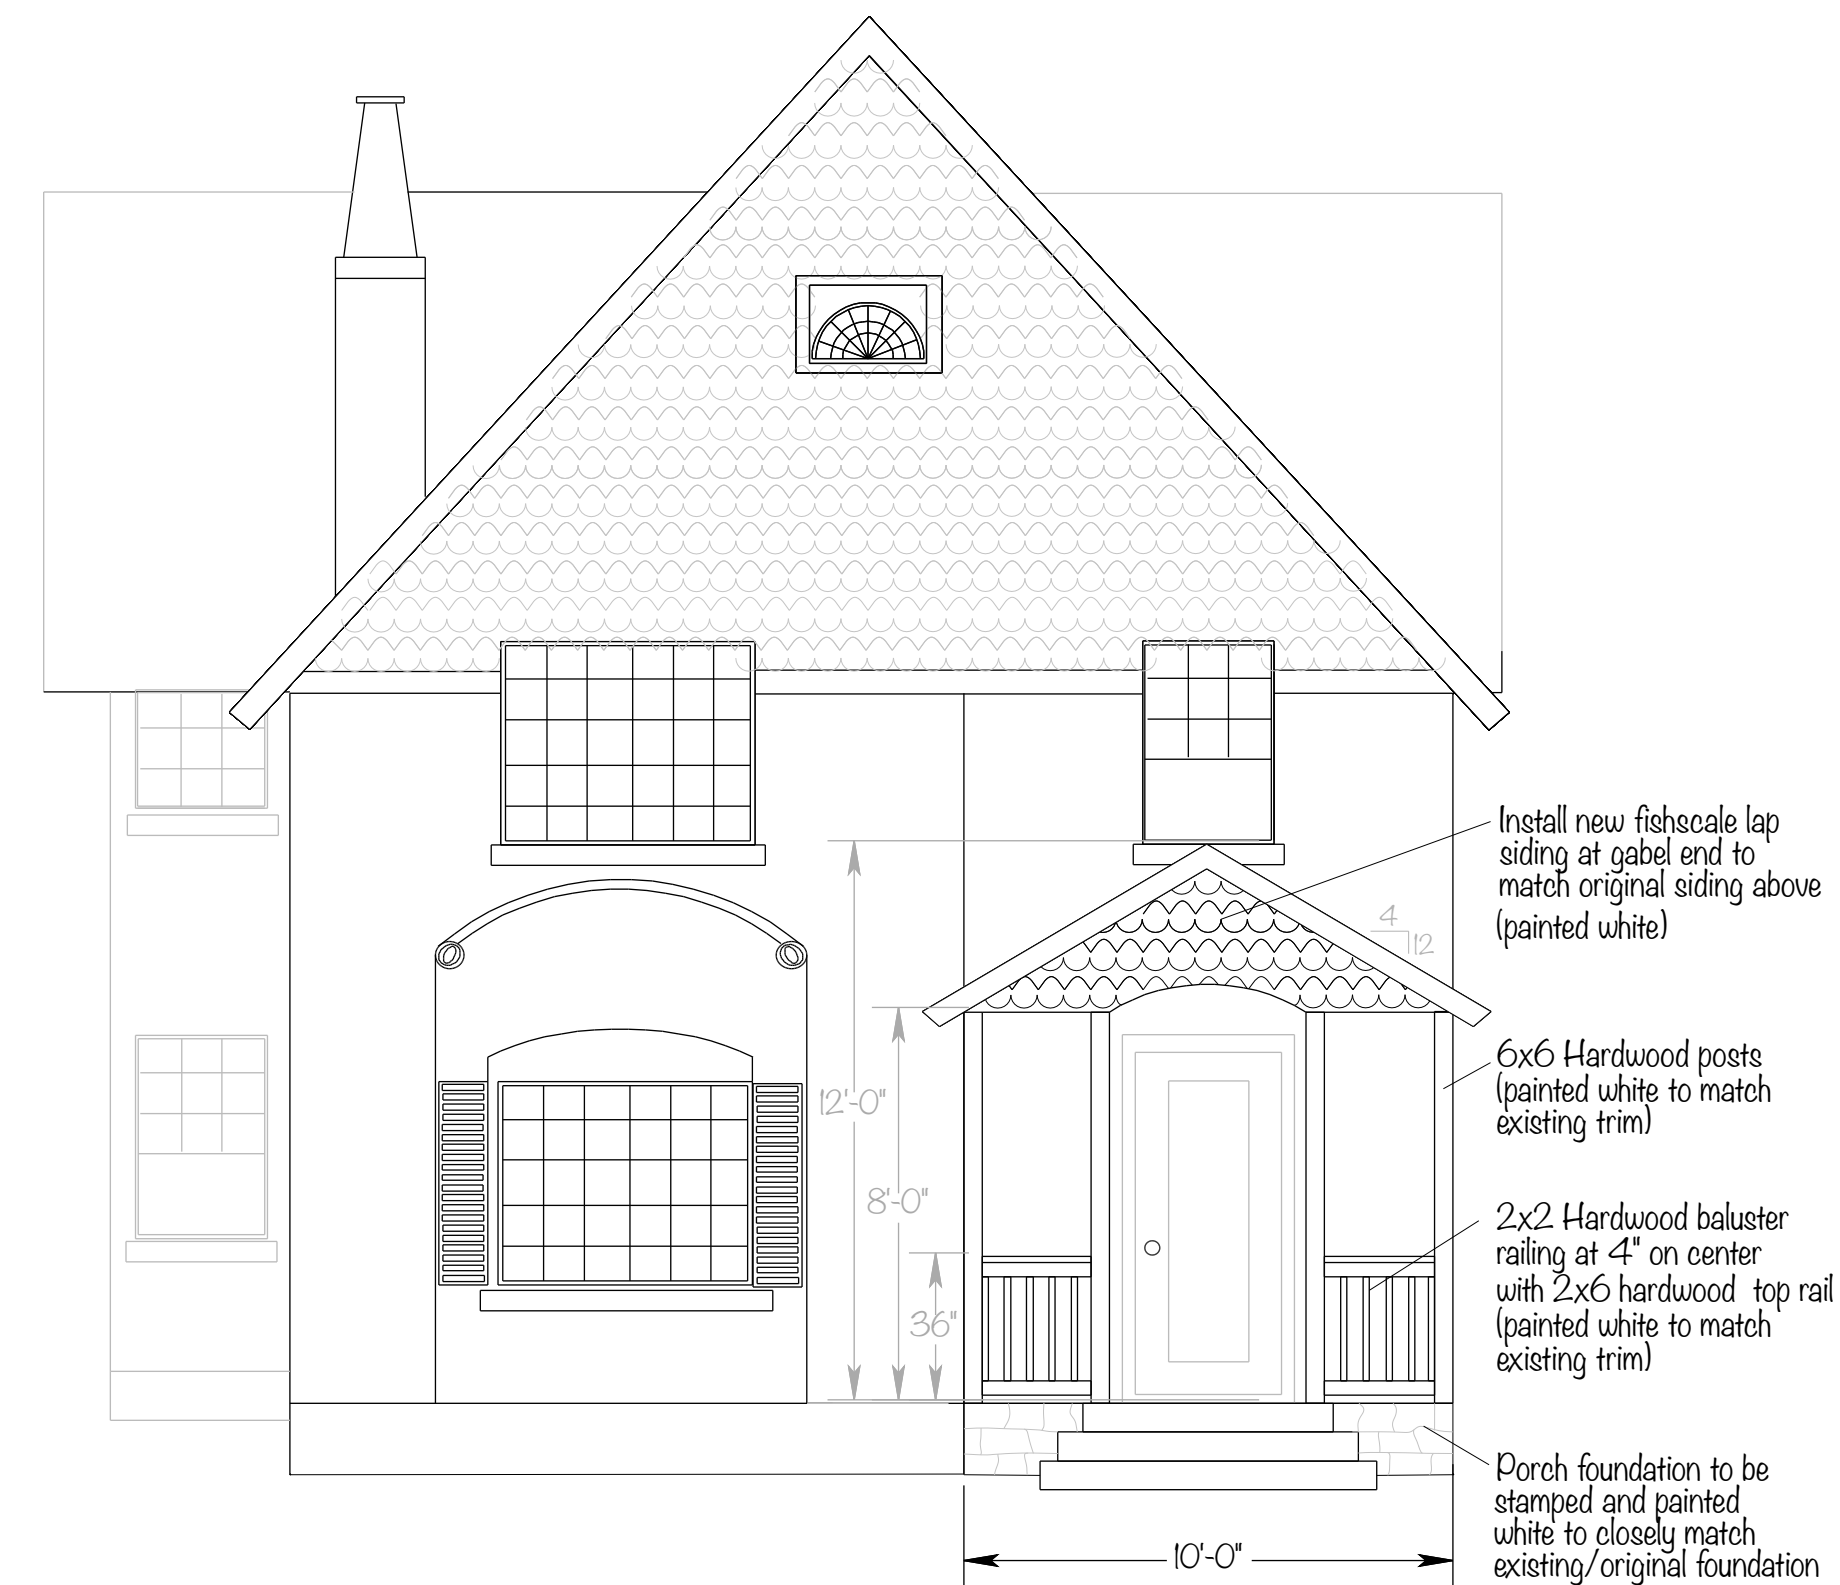 Install new fishscale lap
siding at gabel end to
match original siding above
(painted white)
4
12
6x6 Hardwood posts
(painted white to match
existing trim)
12'-0"
8'-0"
2x2 Hardwood baluster
railing at 4" on center
with 2x6 hardwood top rail
(painted white to match
existing trim)
36"
Porch foundation to be
stamped and painted
white to closely match
existing/original foundation
10'-0"